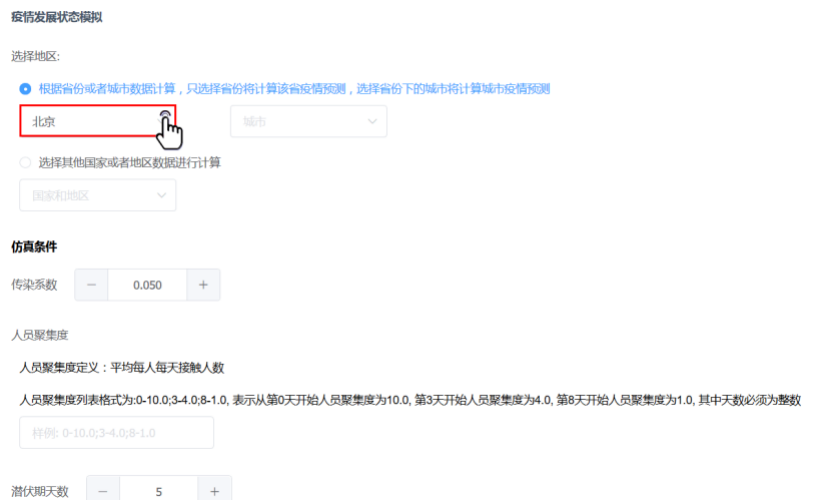 疫情发展状态模拟
选择地区:
根据省份或者城市数据计算，只选择省份将计算该省疫情预测，选择省份下的城市将计算城市疫情预测
北京 城市
选择其他国家或者地区数据进行计算
国家和地区
仿真条件
传染系数 － 0.050 +
人员聚集度
人员聚集度定义：平均每人每天接触人数
人员聚集度列表格式为:0-10.0;3-4.0;8-1.0, 表示从第0天开始人员聚集度为10.0, 第3天开始人员聚集度为4.0, 第8天开始人员聚集度为1.0, 其中天数必须为整数
样例: 0-10.0;3-4.0;8-1.0
潜伏期天数 － 5 +